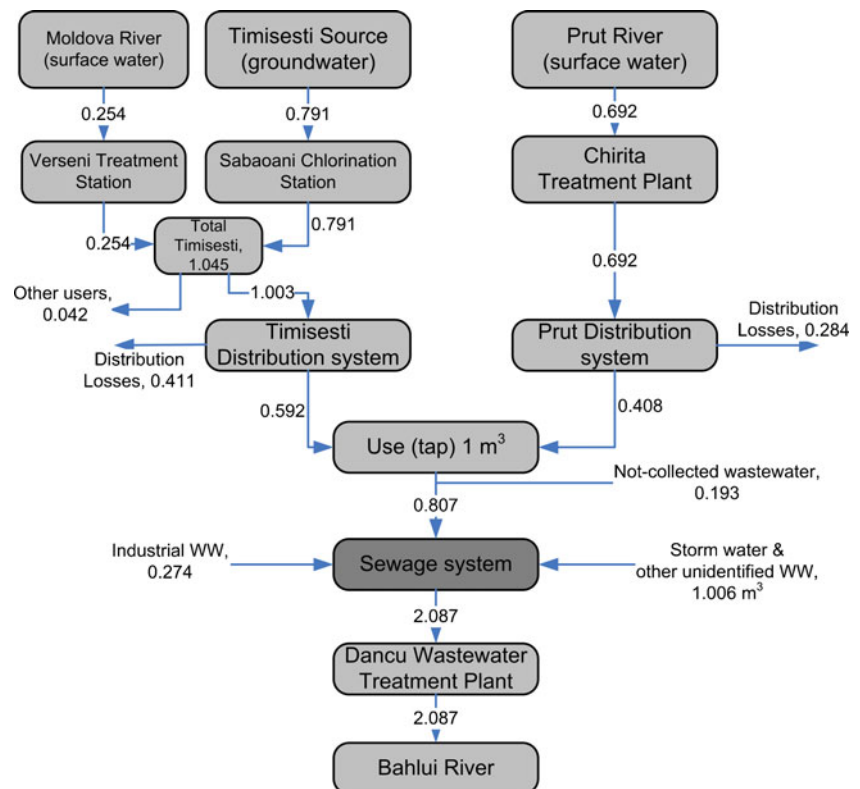 Moldova River
(surface water)
Timisesti Source
(groundwater)
Prut River
(surface water)
0.254
0.791
0.692
Verseni Treatment
Station
Sabaoani Chlorination
Station
Chirita
Treatment Plant
0.254
Total
Timisesti,
1.045
0.791
0.692
Other users,
0.042
1.003
Distribution
Losses, 0.284
Timisesti
Distribution system
Prut Distribution
system
Distribution
Losses, 0.411
0.592
0.408
Use (tap) 1 m³
Not-collected wastewater,
0.193
0.807
Industrial WW,
0.274
Sewage system
Storm water &
other unidentified WW,
1.006 m³
2.087
Dancu Wastewater
Treatment Plant
2.087
Bahlui River